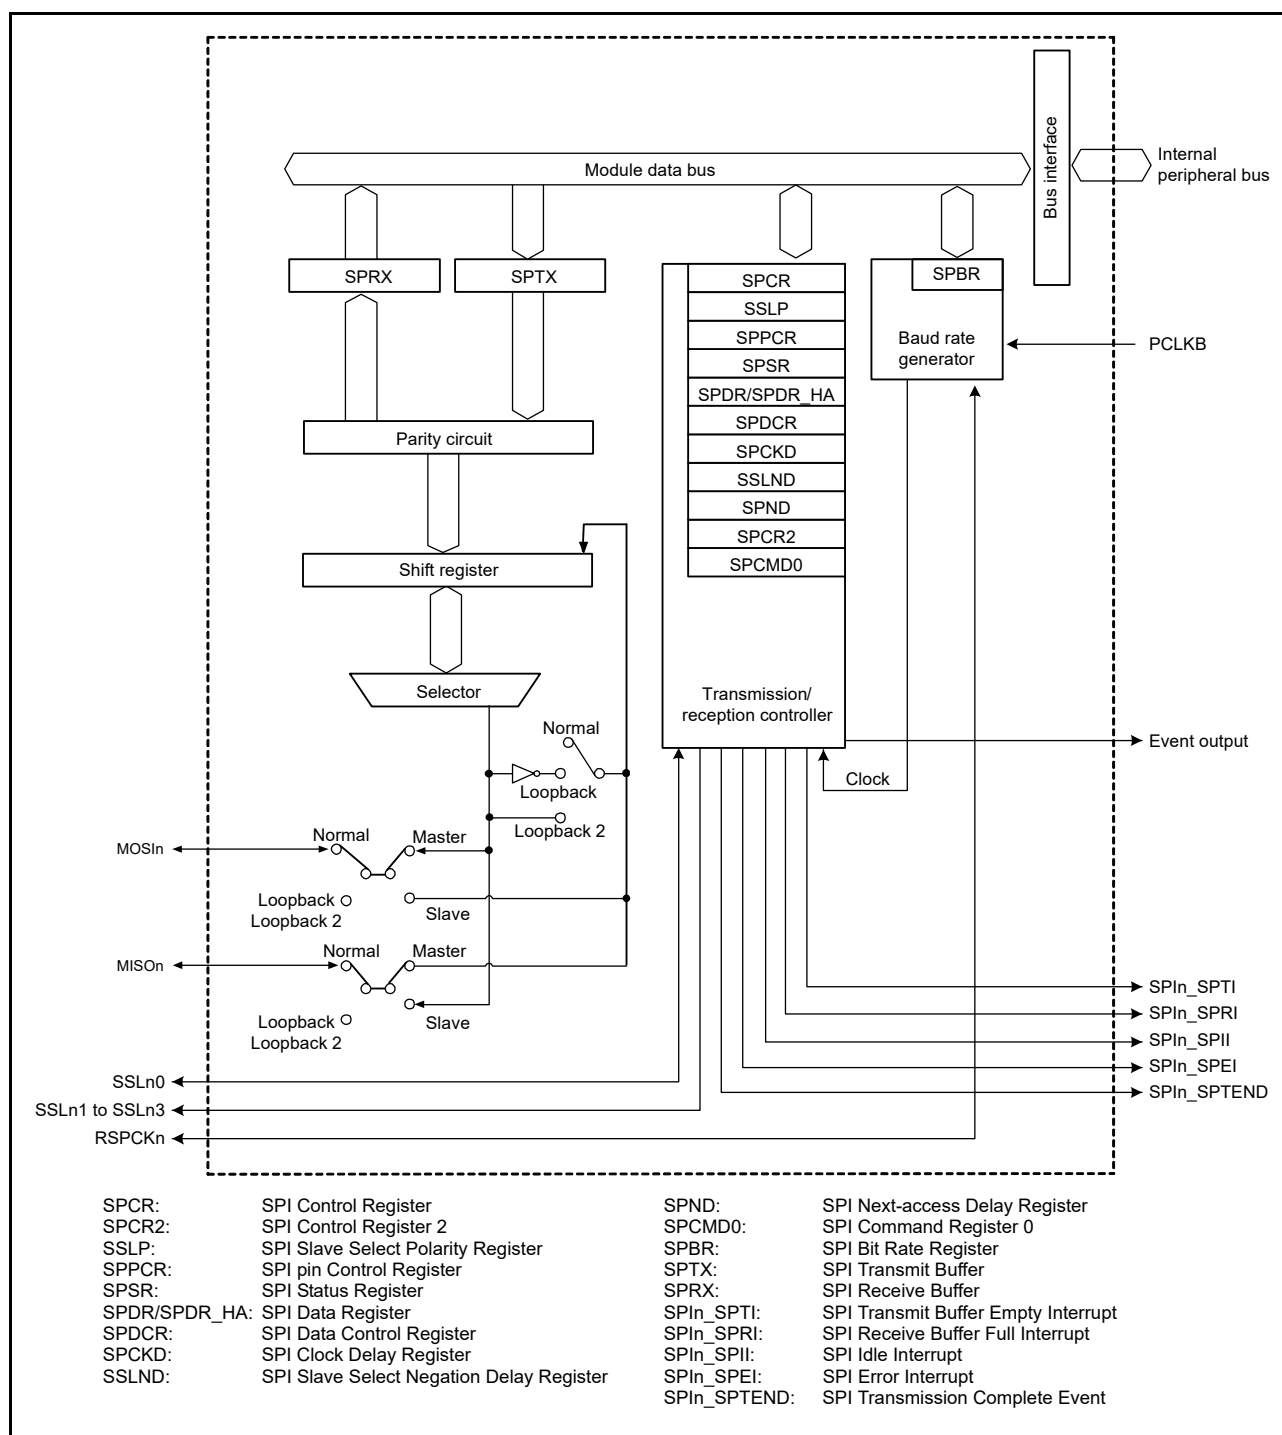 Bus interface
Internal
peripheral bus
Module data bus
SPRX
SPTX
SPCR
SSLP
SPPCR
SPSR
SPDR/SPDR_HA
SPDCR
SPCKD
SSLND
SPND
SPCR2
SPCMD0
SPBR
Baud rate
generator
PCLKB
Parity circuit
Shift register
Selector
Transmission/
reception controller
Normal
Loopback
Loopback 2
Clock
Event output
MOSIn
Normal
Master
Loopback
Loopback 2
Slave
MISOn
Normal
Master
Loopback
Loopback 2
Slave
SPIn_SPTI
SPIn_SPRI
SPIn_SPII
SPIn_SPEI
SPIn_SPTEND
SSLn0
SSLn1 to SSLn3
RSPCKn
SPCR: SPI Control Register
SPCR2: SPI Control Register 2
SSLP: SPI Slave Select Polarity Register
SPPCR: SPI pin Control Register
SPSR: SPI Status Register
SPDR/SPDR_HA: SPI Data Register
SPDCR: SPI Data Control Register
SPCKD: SPI Clock Delay Register
SSLND: SPI Slave Select Negation Delay Register
SPND: SPI Next-access Delay Register
SPCMD0: SPI Command Register 0
SPBR: SPI Bit Rate Register
SPTX: SPI Transmit Buffer
SPRX: SPI Receive Buffer
SPIn_SPTI: SPI Transmit Buffer Empty Interrupt
SPIn_SPRI: SPI Receive Buffer Full Interrupt
SPIn_SPII: SPI Idle Interrupt
SPIn_SPEI: SPI Error Interrupt
SPIn_SPTEND: SPI Transmission Complete Event